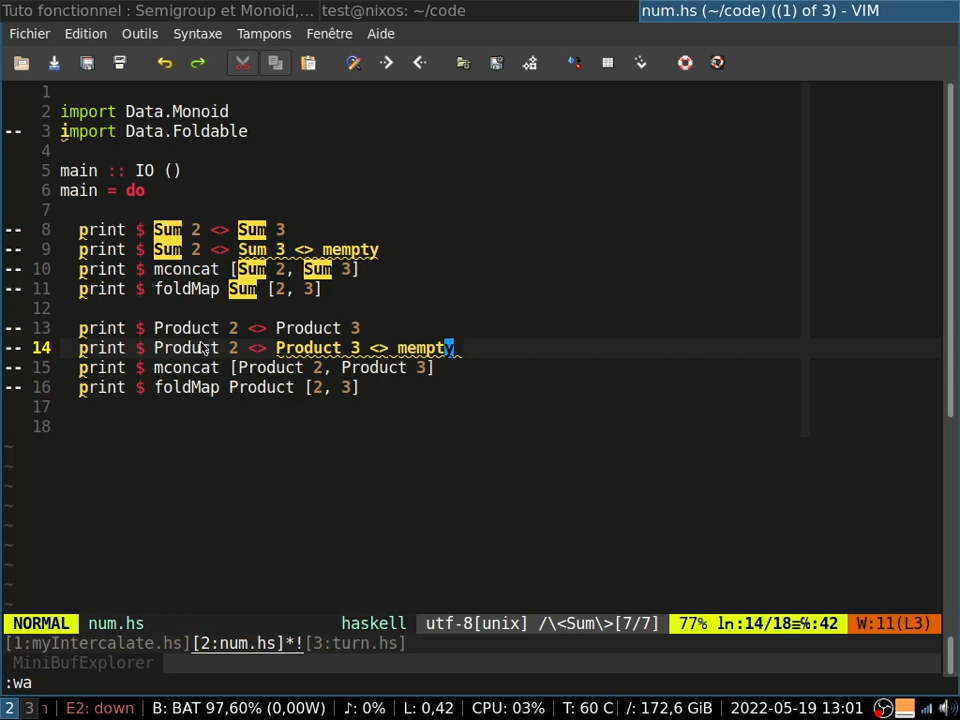 Tuto fonctionnel : Semigroup et Monoid,... test@nixos: ~/code num.hs (~/code) ((1) of 3) - VIM
Fichier Edition Outils Syntaxe Tampons Fenêtre Aide
1
2 import Data.Monoid
-- 3 import Data.Foldable
4
5 main :: IO ()
6 main = do
7
-- 8 print $ Sum 2 <> Sum 3
-- 9 print $ Sum 2 <> Sum 3 <> mempty
-- 10 print $ mconcat [Sum 2, Sum 3]
-- 11 print $ foldMap Sum [2, 3]
12
-- 13 print $ Product 2 <> Product 3
-- 14 print $ Product 2 <> Product 3 <> mempty
-- 15 print $ mconcat [Product 2, Product 3]
-- 16 print $ foldMap Product [2, 3]
17
18
~
~
~
~
~
~
~
~
~
NORMAL num.hs haskell utf-8[unix] /\<Sum\>[7/7] 77% ln:14/18≡℅:42 W:11(L3)
[1:myIntercalate.hs][2:num.hs]*![3:turn.hs]
MiniBufExplorer
:wa
2 3 E2: down | B: BAT 97,60% (0,00W) | ♪: 0% | L: 0,42 | CPU: 03% | T: 60 C | /: 172,6 GiB | 2022-05-19 13:01